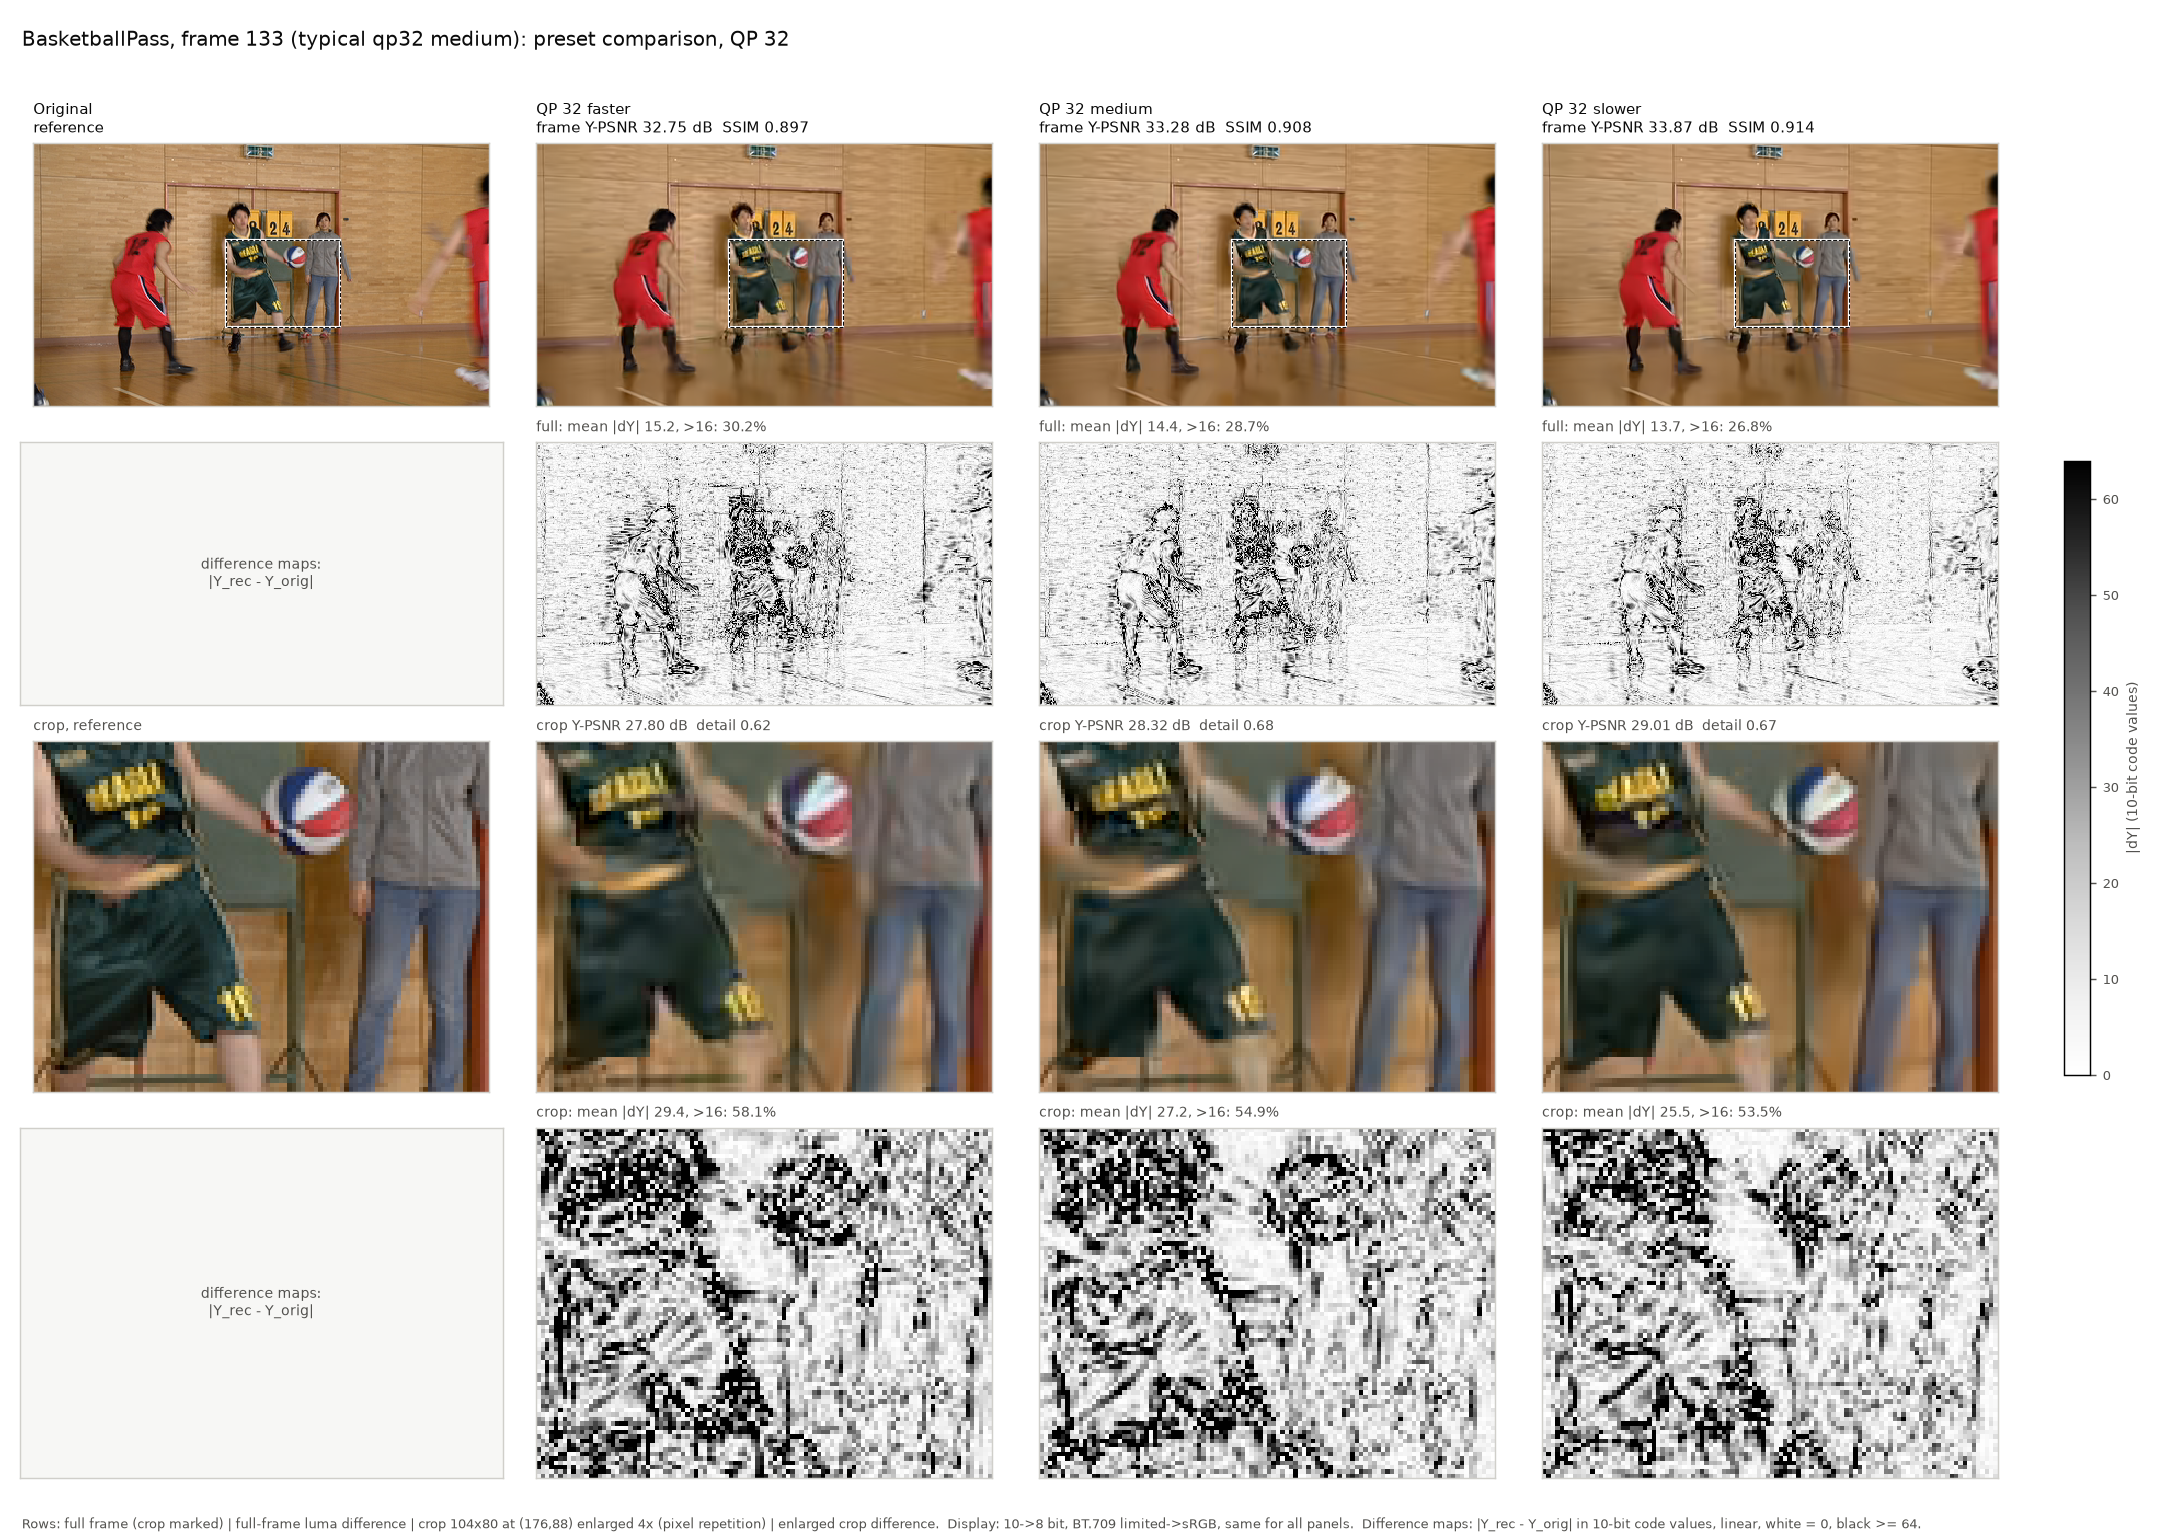 BasketballPass, frame 133 (typical qp32 medium): preset comparison, QP 32
Original
reference
QP 32 faster
frame Y-PSNR 32.75 dB  SSIM 0.897
QP 32 medium
frame Y-PSNR 33.28 dB  SSIM 0.908
QP 32 slower
frame Y-PSNR 33.87 dB  SSIM 0.914
24
24
24
24
full: mean |dY| 15.2, >16: 30.2%
full: mean |dY| 14.4, >16: 28.7%
full: mean |dY| 13.7, >16: 26.8%
difference maps:
|Y_rec - Y_orig|
60
50
40
30
20
10
0
|dY| (10-bit code values)
crop, reference
crop Y-PSNR 27.80 dB  detail 0.62
crop Y-PSNR 28.32 dB  detail 0.68
crop Y-PSNR 29.01 dB  detail 0.67
crop: mean |dY| 29.4, >16: 58.1%
crop: mean |dY| 27.2, >16: 54.9%
crop: mean |dY| 25.5, >16: 53.5%
difference maps:
|Y_rec - Y_orig|
Rows: full frame (crop marked) | full-frame luma difference | crop 104x80 at (176,88) enlarged 4x (pixel repetition) | enlarged crop difference.  Display: 10->8 bit, BT.709 limited->sRGB, same for all panels.  Difference maps: |Y_rec - Y_orig| in 10-bit code values, linear, white = 0, black >= 64.